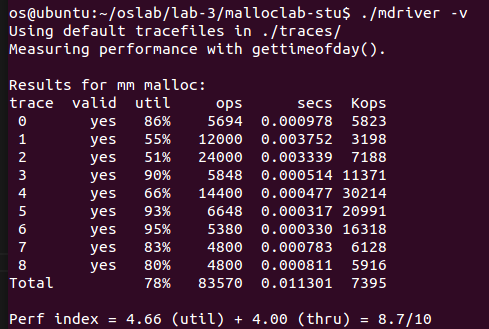 os@ubuntu:~/oslab/lab-3/malloclab-stu$ ./mdriver -v
Using default tracefiles in ./traces/
Measuring performance with gettimeofday().
Results for mm malloc:
trace  valid  util     ops      secs  Kops
 0       yes   86%    5694  0.000978  5823
 1       yes   55%   12000  0.003752  3198
 2       yes   51%   24000  0.003339  7188
 3       yes   90%    5848  0.000514 11371
 4       yes   66%   14400  0.000477 30214
 5       yes   93%    6648  0.000317 20991
 6       yes   95%    5380  0.000330 16318
 7       yes   83%    4800  0.000783  6128
 8       yes   80%    4800  0.000811  5916
Total          78%   83570  0.011301  7395
Perf index = 4.66 (util) + 4.00 (thru) = 8.7/10